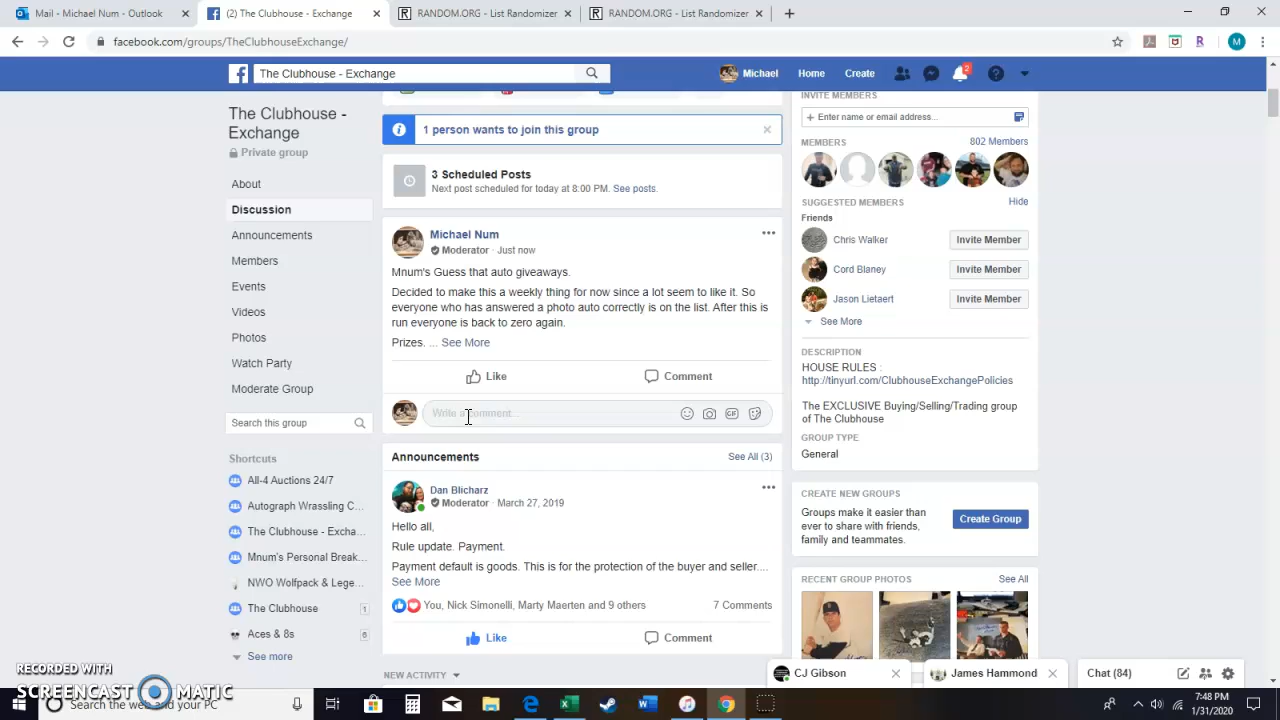 Mail - Michael Num - Outlook
(2) The Clubhouse - Exchange
RANDOM.ORG - List Randomizer
RANDOM.ORG - List Randomizer
facebook.com/groups/TheClubhouseExchange/
The Clubhouse - Exchange
Michael
Home
Create
2
The Clubhouse - Exchange
Private group
About
Discussion
Announcements
Members
Events
Videos
Photos
Watch Party
Moderate Group
Search this group
Shortcuts
All-4 Auctions 24/7
Autograph Wrassling C...
The Clubhouse - Excha...
Mnum's Personal Break...
NWO Wolfpack & Lege...
The Clubhouse 1
Aces & 8s 6
See more
1 person wants to join this group
3 Scheduled Posts
Next post scheduled for today at 8:00 PM. See posts.
Michael Num
Moderator · Just now
Mnum's Guess that auto giveaways.
Decided to make this a weekly thing for now since a lot seem to like it. So
everyone who has answered a photo auto correctly is on the list. After this is
run everyone is back to zero again.
Prizes. ... See More
Like
Comment
Write a comment...
GIF
Announcements
See All (3)
Dan Blicharz
Moderator · March 27, 2019
Hello all,
Rule update. Payment.
Payment default is goods. This is for the protection of the buyer and seller....
See More
You, Nick Simonelli, Marty Maerten and 9 others
7 Comments
Like
Comment
NEW ACTIVITY
INVITE MEMBERS
+ Enter name or email address...
MEMBERS
802 Members
SUGGESTED MEMBERS
Hide
Friends
Chris Walker
Invite Member
Cord Blaney
Invite Member
Jason Lietaert
Invite Member
See More
DESCRIPTION
HOUSE RULES :
http://tinyurl.com/ClubhouseExchangePolicies
The EXCLUSIVE Buying/Selling/Trading group
of The Clubhouse
GROUP TYPE
General
CREATE NEW GROUPS
Groups make it easier than
ever to share with friends,
family and teammates.
Create Group
RECENT GROUP PHOTOS
See All
CJ Gibson
James Hammond
Chat (84)
RECORDED WITH
SCREENCAST MATIC
Search the web and your PC
7:48 PM
1/31/2020